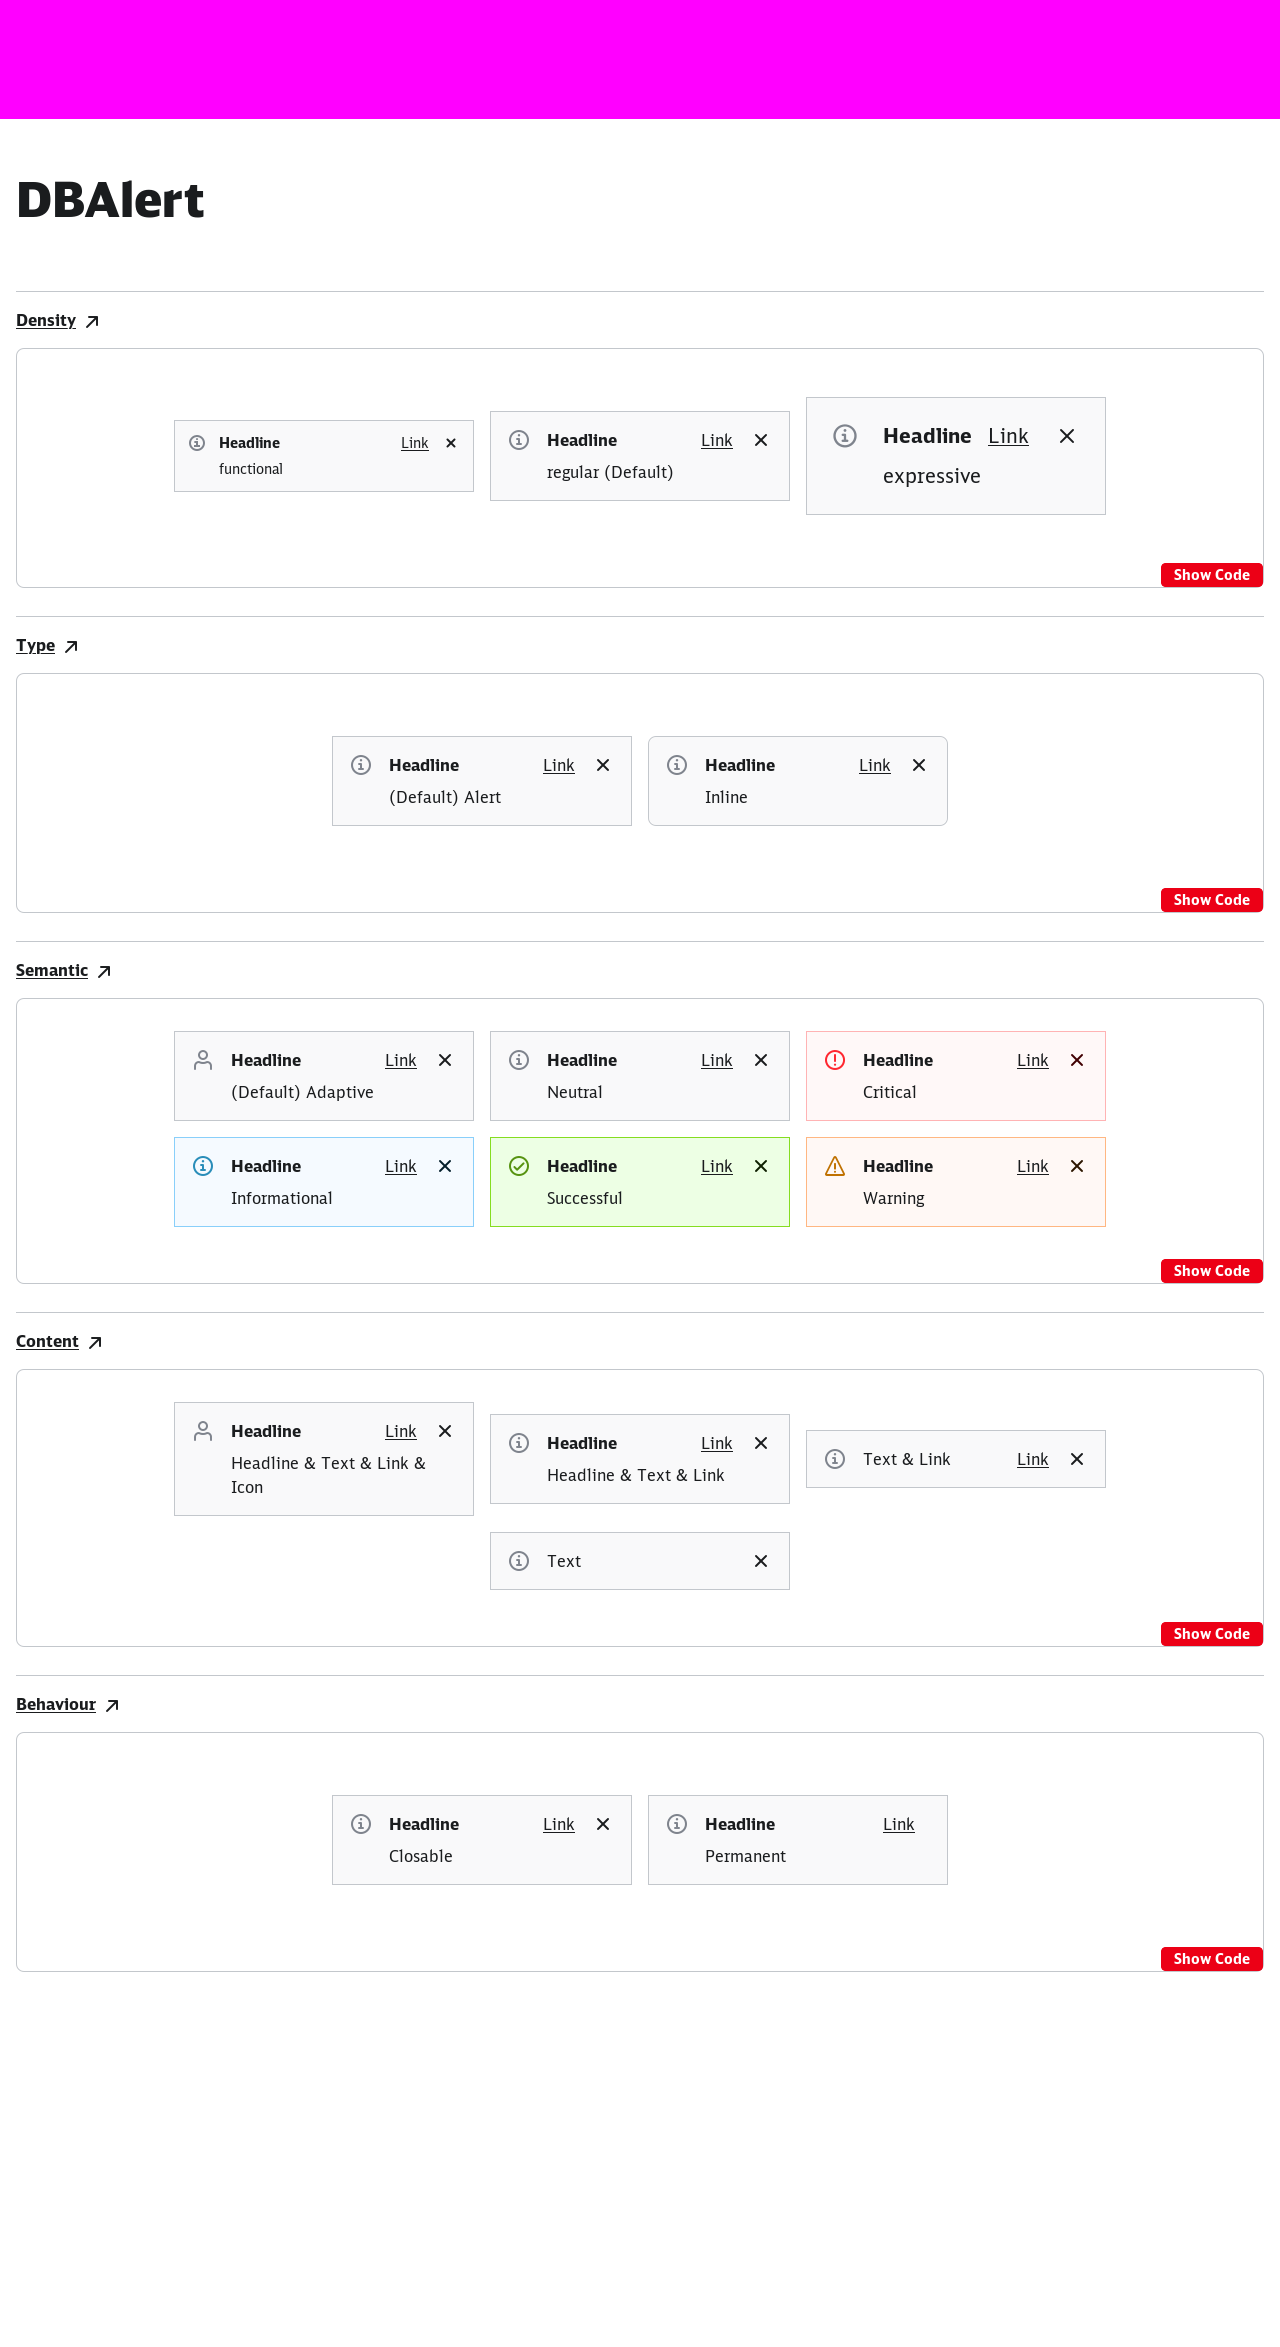 DBAlert
Density
Headline Link
functional
Headline Link
regular (Default)
Headline Link
expressive
Show Code
Type
Headline Link
(Default) Alert
Headline Link
Inline
Show Code
Semantic
Headline Link
(Default) Adaptive
Headline Link
Neutral
Headline Link
Critical
Headline Link
Informational
Headline Link
Successful
Headline Link
Warning
Show Code
Content
Headline Link
Headline & Text & Link &
Icon
Headline Link
Headline & Text & Link
Text & Link Link
Text
Show Code
Behaviour
Headline Link
Closable
Headline Link
Permanent
Show Code